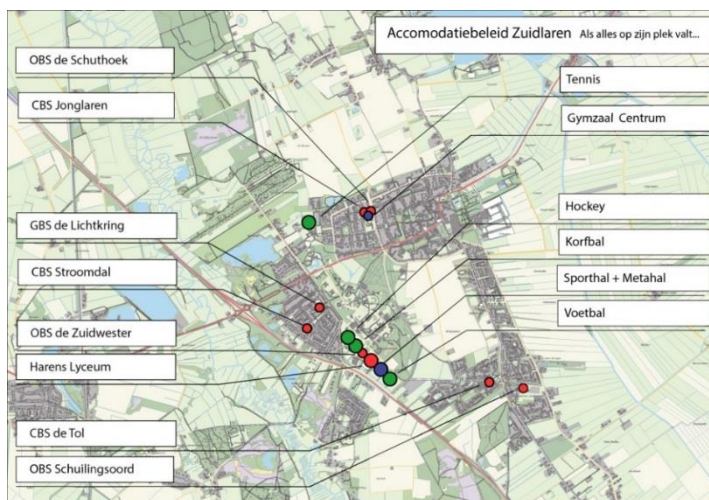 Accomodatiebeleid Zuidlaren Als alles op zijn plek valt...
OBS de Schuthoek
CBS Jonglaren
GBS de Lichtkring
CBS Stroomdal
OBS de Zuidwester
Harens Lyceum
CBS de Tol
OBS Schuilingsoord
Tennis
Gymzaal Centrum
Hockey
Korfbal
Sporthal + Metahal
Voetbal